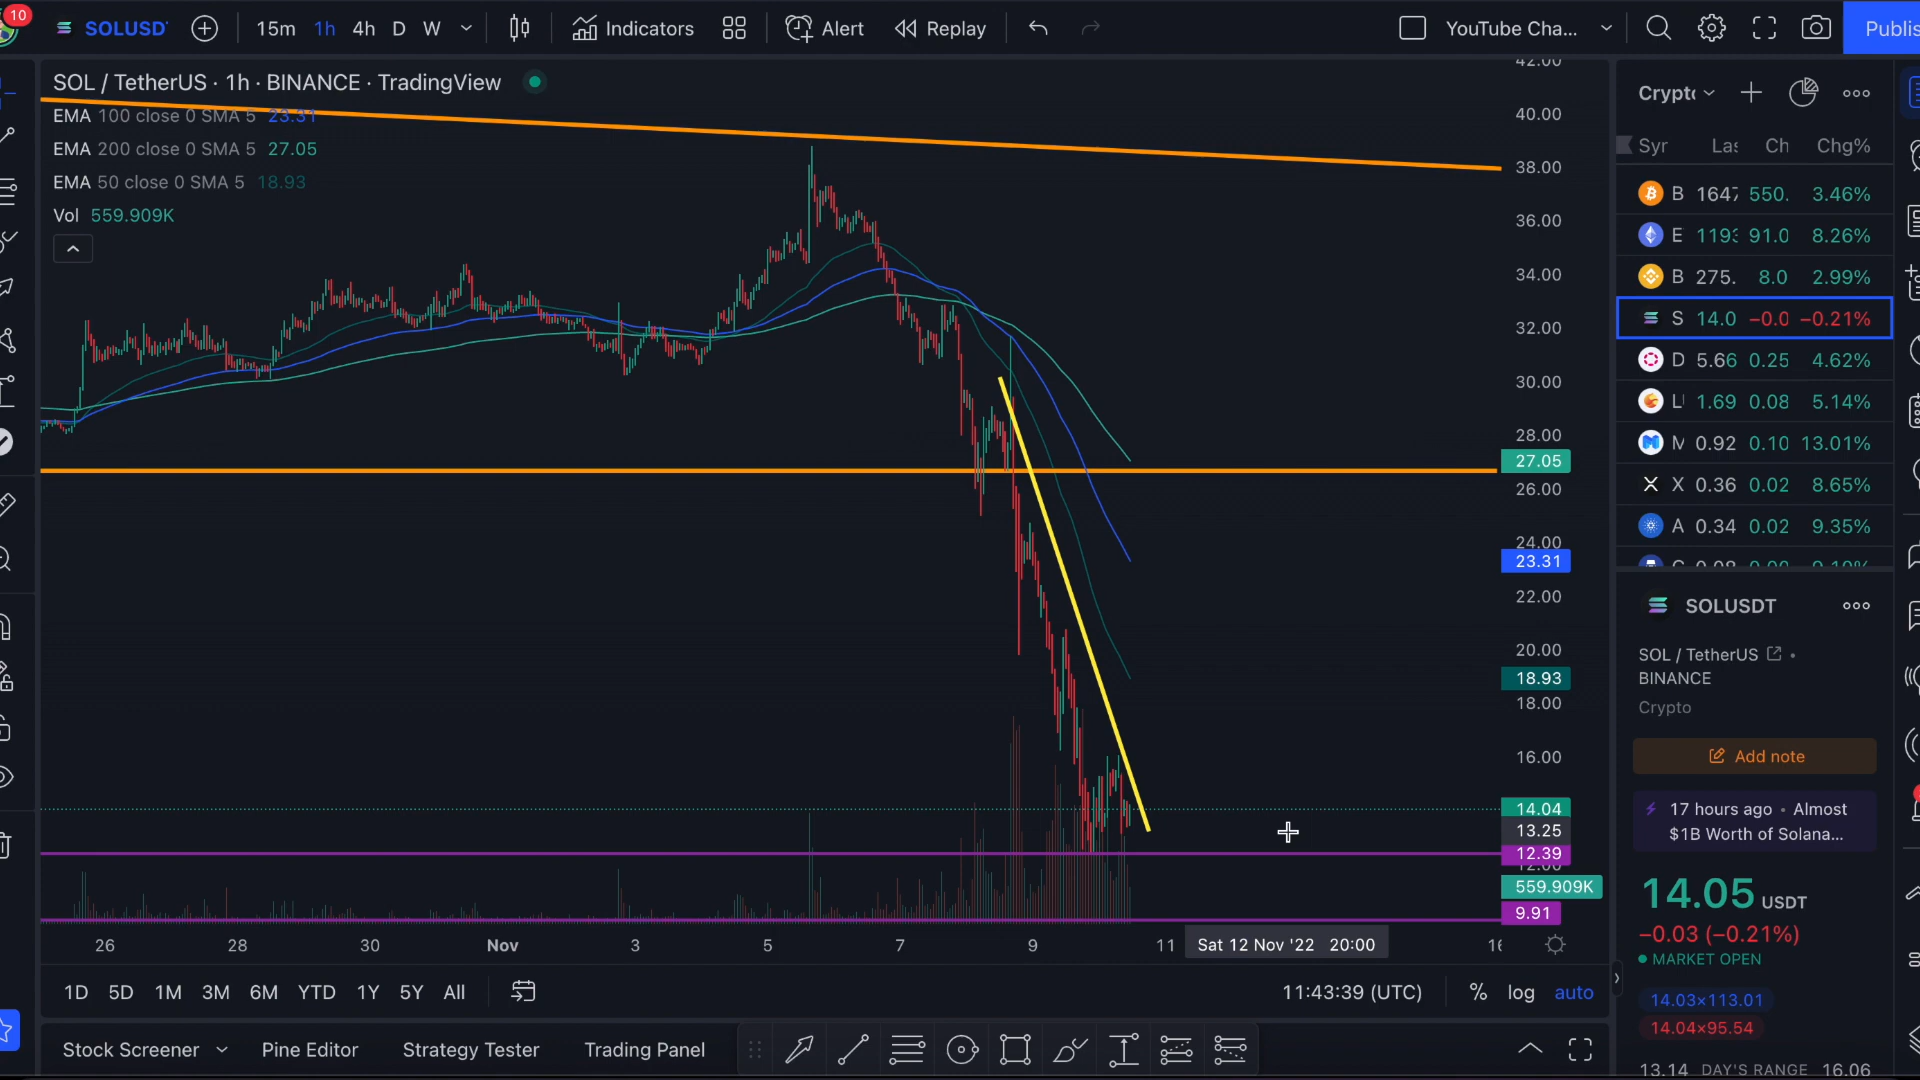 10
SOLUSD
15m 1h 4h D W
Indicators
Alert
Replay
YouTube Cha...
Publis
SOL / TetherUS · 1h · BINANCE · TradingView
EMA 100 close 0 SMA 5 23.31
EMA 200 close 0 SMA 5 27.05
EMA 50 close 0 SMA 5 18.93
Vol 559.909K
42.00
40.00
38.00
36.00
34.00
32.00
30.00
28.00
27.05
26.00
24.00
23.31
22.00
20.00
18.93
18.00
16.00
14.04
13.25
12.39
12.00
559.909K
9.91
26 28 30 Nov 3 5 7 9 11 Sat 12 Nov '22 20:00
1D 5D 1M 3M 6M YTD 1Y 5Y All
11:43:39 (UTC) % log auto
Stock Screener Pine Editor Strategy Tester Trading Panel
Crypt
Syr Las Ch Chg%
B 1647 550. 3.46%
E 1193 91.0 8.26%
B 275. 8.0 2.99%
S 14.0 −0.0 −0.21%
D 5.66 0.25 4.62%
1.69 0.08 5.14%
0.92 0.10 13.01%
X 0.36 0.02 8.65%
A 0.34 0.02 9.35%
SOLUSDT
SOL / TetherUS •
BINANCE
Crypto
Add note
17 hours ago • Almost
$1B Worth of Solana...
14.05 USDT
−0.03 (−0.21%)
MARKET OPEN
14.03×113.01
14.04×95.54
13.14 DAY'S RANGE 16.06